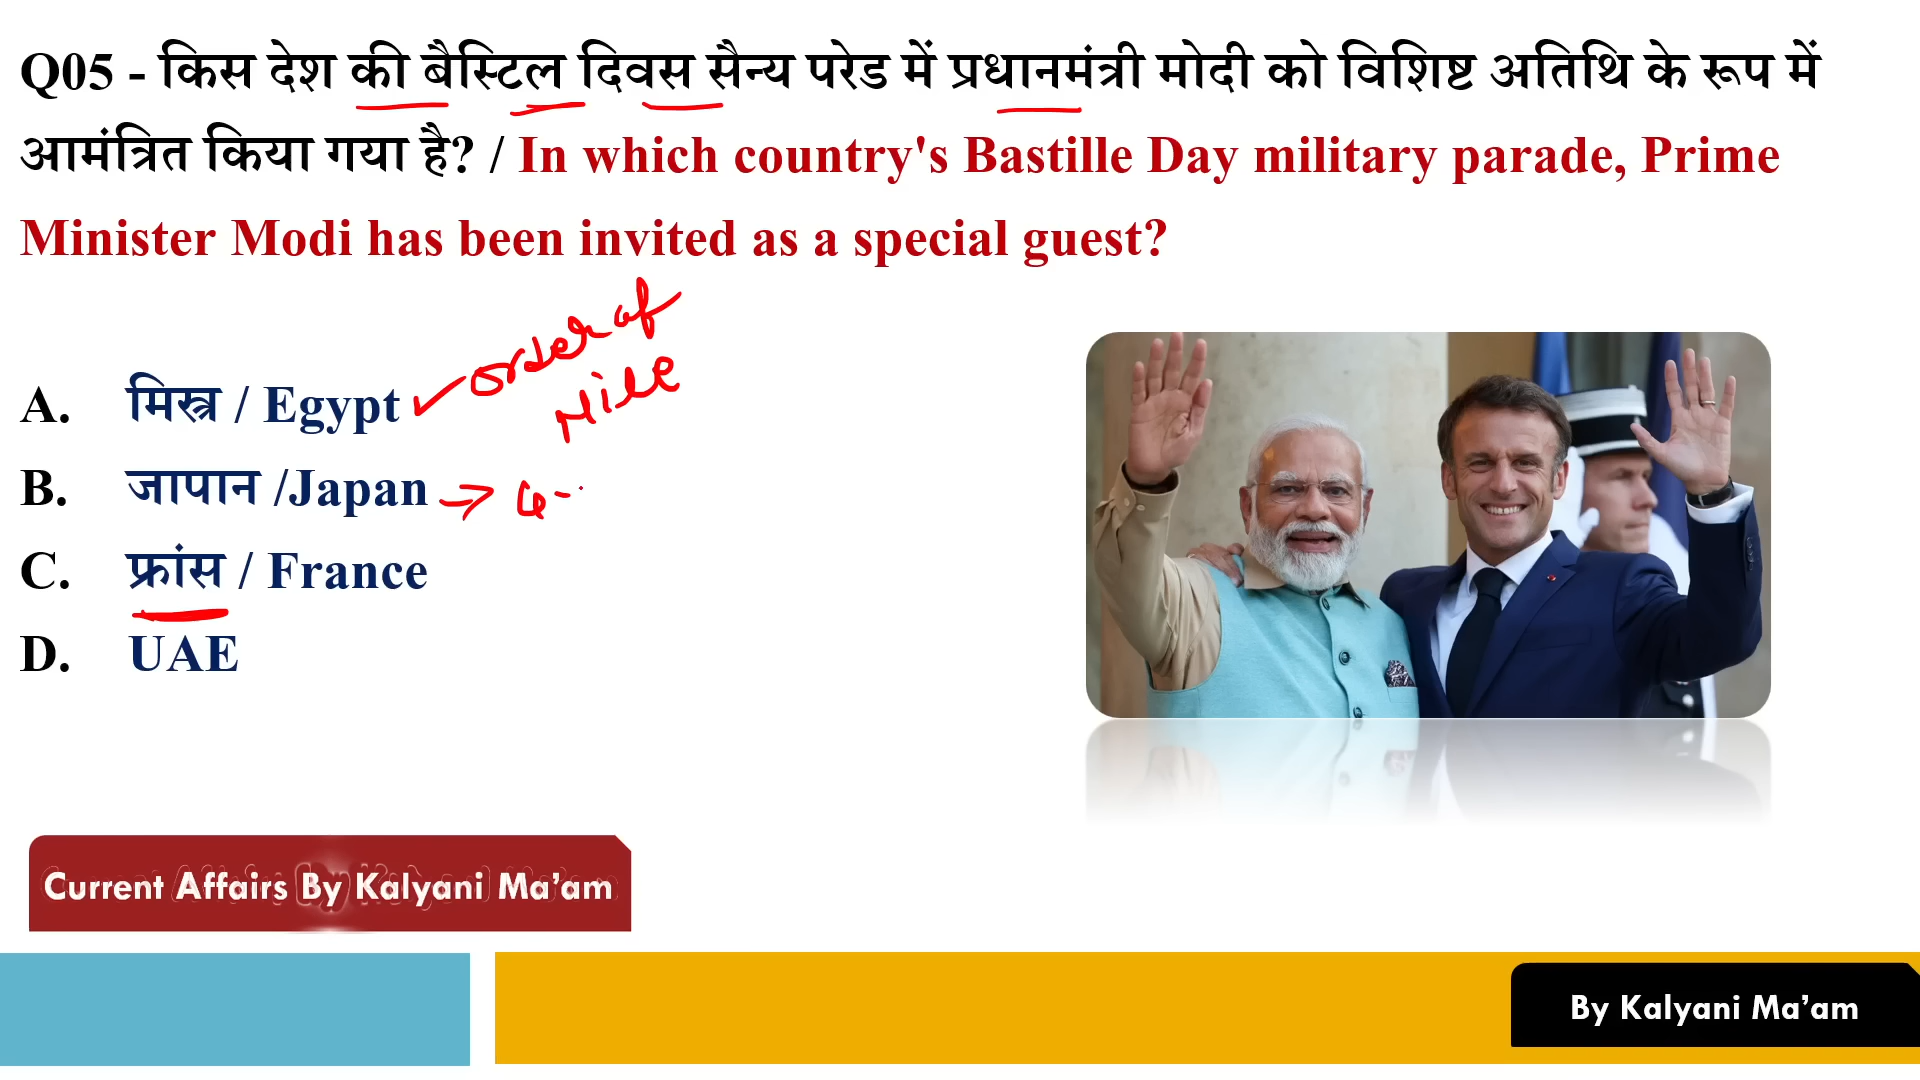 Q05 - किस देश की बैस्टिल दिवस सैन्य परेड में प्रधानमंत्री मोदी को विशिष्ट अतिथि के रूप में
आमंत्रित किया गया है? / In which country's Bastille Day military parade, Prime
Minister Modi has been invited as a special guest?
order of
Nile
A. मिस्त्र / Egypt
B. जापान /Japan
C. फ्रांस / France
D. UAE
Current Affairs By Kalyani Ma'am
By Kalyani Ma'am